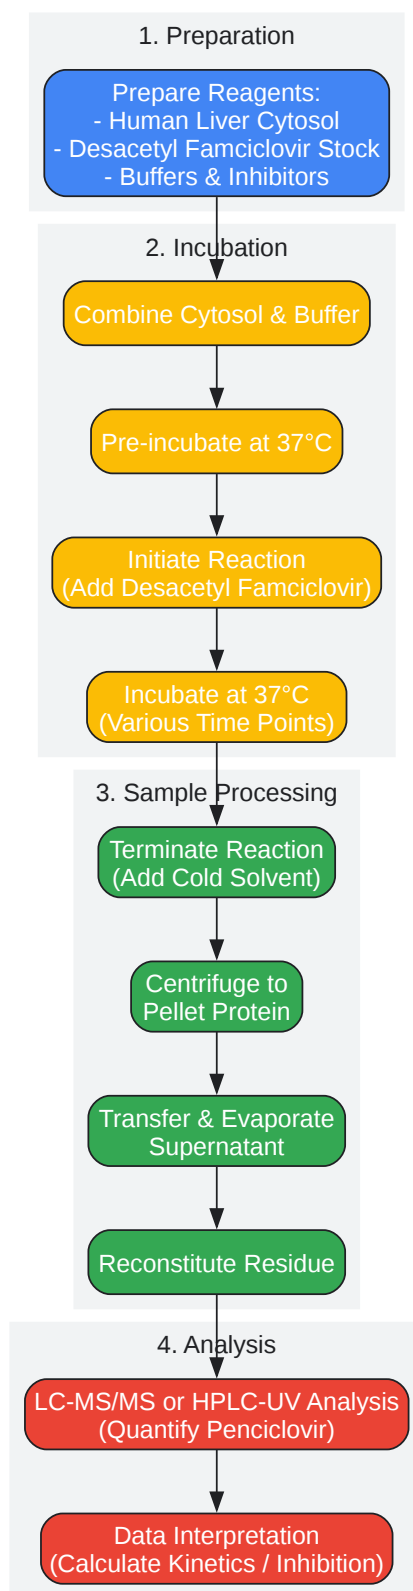 1. Preparation
Prepare Reagents:
- Human Liver Cytosol
- Desacetyl Famciclovir Stock
- Buffers & Inhibitors
2. Incubation
Combine Cytosol & Buffer
Pre-incubate at 37°C
Initiate Reaction
(Add Desacetyl Famciclovir)
Incubate at 37°C
(Various Time Points)
3. Sample Processing
Terminate Reaction
(Add Cold Solvent)
Centrifuge to
Pellet Protein
Transfer & Evaporate
Supernatant
Reconstitute Residue
4. Analysis
LC-MS/MS or HPLC-UV Analysis
(Quantify Penciclovir)
Data Interpretation
(Calculate Kinetics / Inhibition)